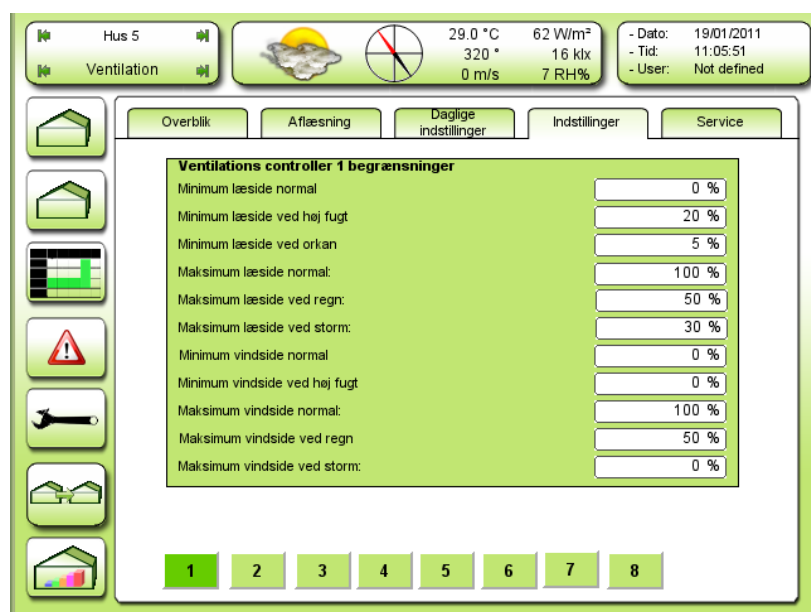 Hus 5
Ventilation
29.0 °C 62 W/m²
320 ° 16 klx
0 m/s 7 RH%
- Dato: 19/01/2011
- Tid: 11:05:51
- User: Not defined
Overblik Aflæsning Daglige indstillinger Indstillinger Service
Ventilations controller 1 begrænsninger
Minimum læside normal 0 %
Minimum læside ved høj fugt 20 %
Minimum læside ved orkan 5 %
Maksimum læside normal: 100 %
Maksimum læside ved regn: 50 %
Maksimum læside ved storm: 30 %
Minimum vindside normal 0 %
Minimum vindside ved høj fugt 0 %
Maksimum vindside normal: 100 %
Maksimum vindside ved regn 50 %
Maksimum vindside ved storm: 0 %
1 2 3 4 5 6 7 8